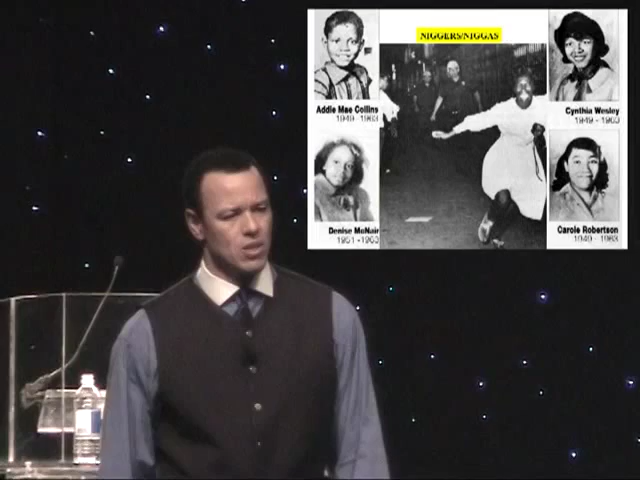 NIGGERS/NIGGAS
Addie Mae Collins
1949 - 1963
Cynthia Wesley
1949 - 1963
Denise McNair
1951 - 1963
Carole Robertson
1949 - 1963